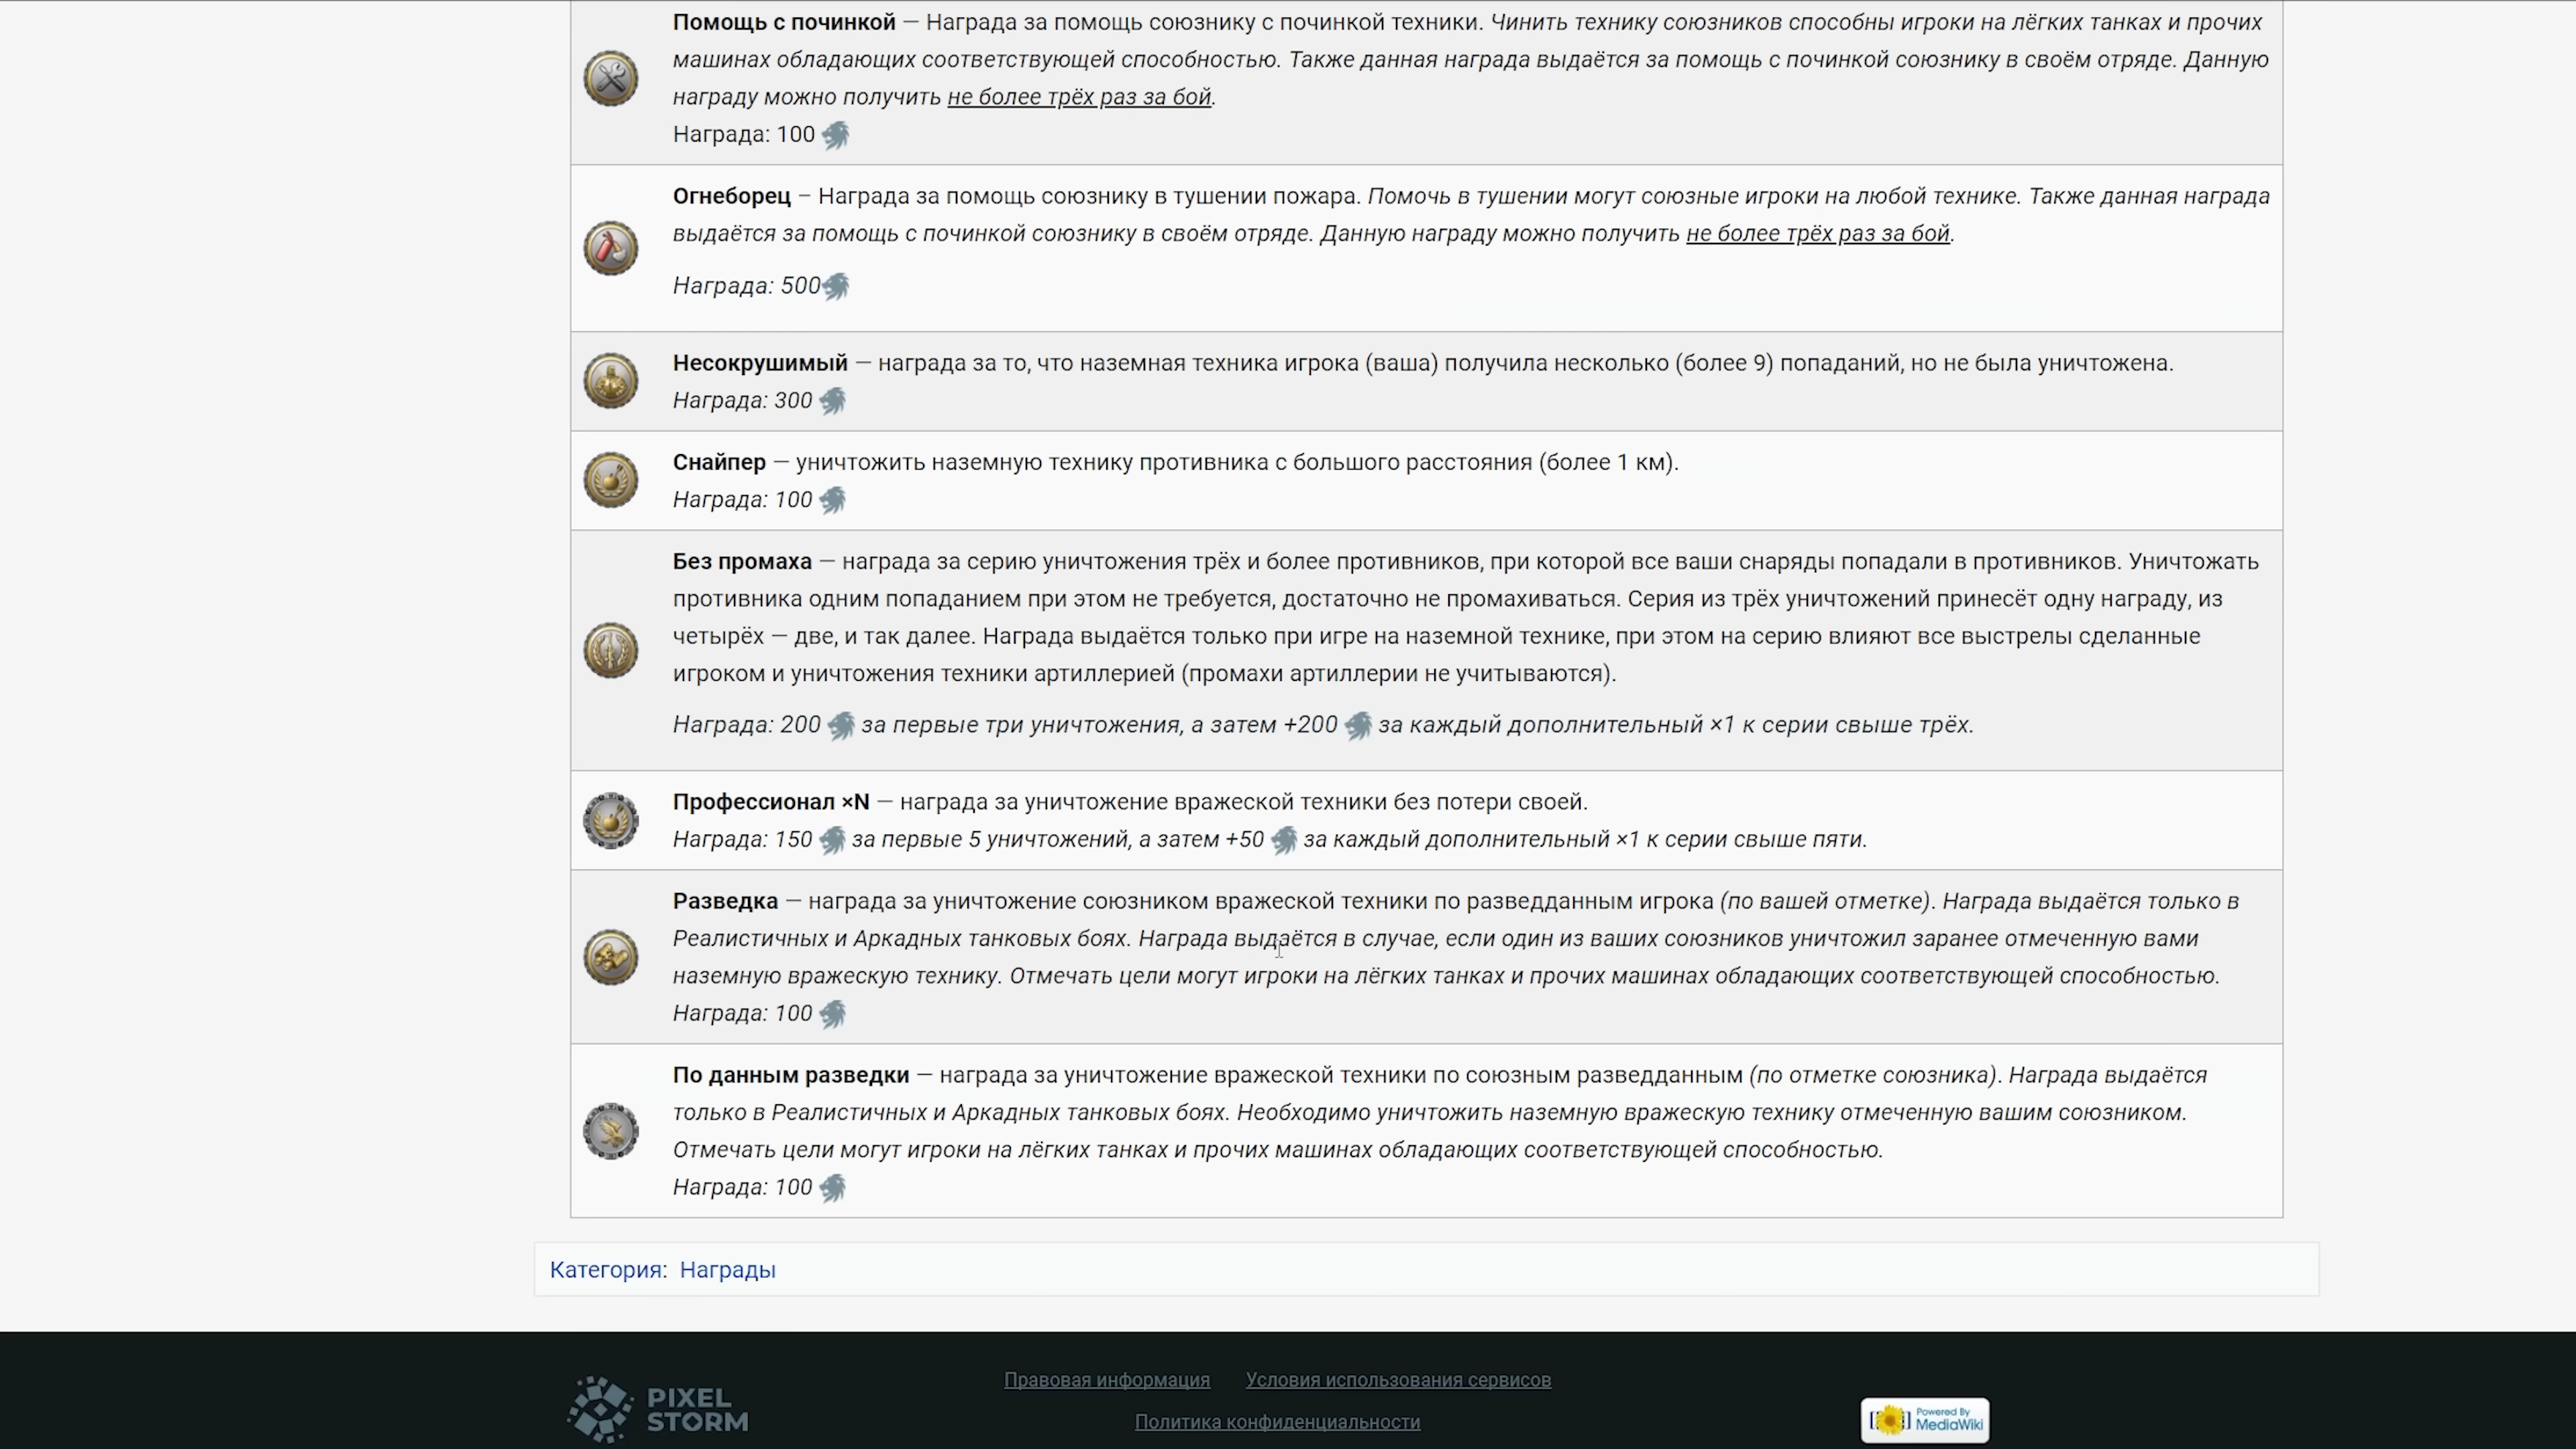 Помощь с починкой — Награда за помощь союзнику с починкой техники. Чинить технику союзников способны игроки на лёгких танках и прочих
машинах обладающих соответствующей способностью. Также данная награда выдаётся за помощь с починкой союзнику в своём отряде. Данную
награду можно получить не более трёх раз за бой.
Награда: 100
Огнеборец – Награда за помощь союзнику в тушении пожара. Помочь в тушении могут союзные игроки на любой технике. Также данная награда
выдаётся за помощь с починкой союзнику в своём отряде. Данную награду можно получить не более трёх раз за бой.
Награда: 500
Несокрушимый — награда за то, что наземная техника игрока (ваша) получила несколько (более 9) попаданий, но не была уничтожена.
Награда: 300
Снайпер — уничтожить наземную технику противника с большого расстояния (более 1 км).
Награда: 100
Без промаха — награда за серию уничтожения трёх и более противников, при которой все ваши снаряды попадали в противников. Уничтожать
противника одним попаданием при этом не требуется, достаточно не промахиваться. Серия из трёх уничтожений принесёт одну награду, из
четырёх — две, и так далее. Награда выдаётся только при игре на наземной технике, при этом на серию влияют все выстрелы сделанные
игроком и уничтожения техники артиллерией (промахи артиллерии не учитываются).
Награда: 200 за первые три уничтожения, а затем +200 за каждый дополнительный ×1 к серии свыше трёх.
Профессионал ×N — награда за уничтожение вражеской техники без потери своей.
Награда: 150 за первые 5 уничтожений, а затем +50 за каждый дополнительный ×1 к серии свыше пяти.
Разведка — награда за уничтожение союзником вражеской техники по разведданным игрока (по вашей отметке). Награда выдаётся только в
Реалистичных и Аркадных танковых боях. Награда выдаётся в случае, если один из ваших союзников уничтожил заранее отмеченную вами
наземную вражескую технику. Отмечать цели могут игроки на лёгких танках и прочих машинах обладающих соответствующей способностью.
Награда: 100
По данным разведки — награда за уничтожение вражеской техники по союзным разведданным (по отметке союзника). Награда выдаётся
только в Реалистичных и Аркадных танковых боях. Необходимо уничтожить наземную вражескую технику отмеченную вашим союзником.
Отмечать цели могут игроки на лёгких танках и прочих машинах обладающих соответствующей способностью.
Награда: 100
Категория: Награды
Правовая информация Условия использования сервисов
Политика конфиденциальности
PIXEL
STORM
Powered By
MediaWiki